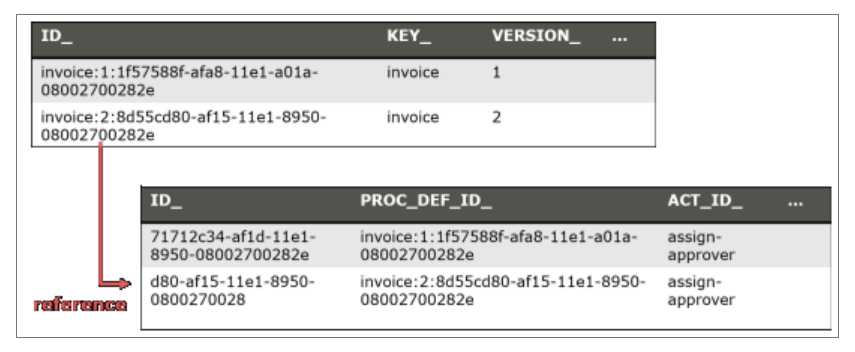 ID_ KEY_ VERSION_ ...
invoice:1:1f57588f-afa8-11e1-a01a- invoice 1
08002700282e
invoice:2:8d55cd80-af15-11e1-8950- invoice 2
08002700282e
ID_ PROC_DEF_ID_ ACT_ID_ ...
71712c34-af1d-11e1- invoice:1:1f57588f-afa8-11e1-a01a- assign-
8950-08002700282e 08002700282e approver
d80-af15-11e1-8950- invoice:2:8d55cd80-af15-11e1-8950- assign-
0800270028 08002700282e approver
reference